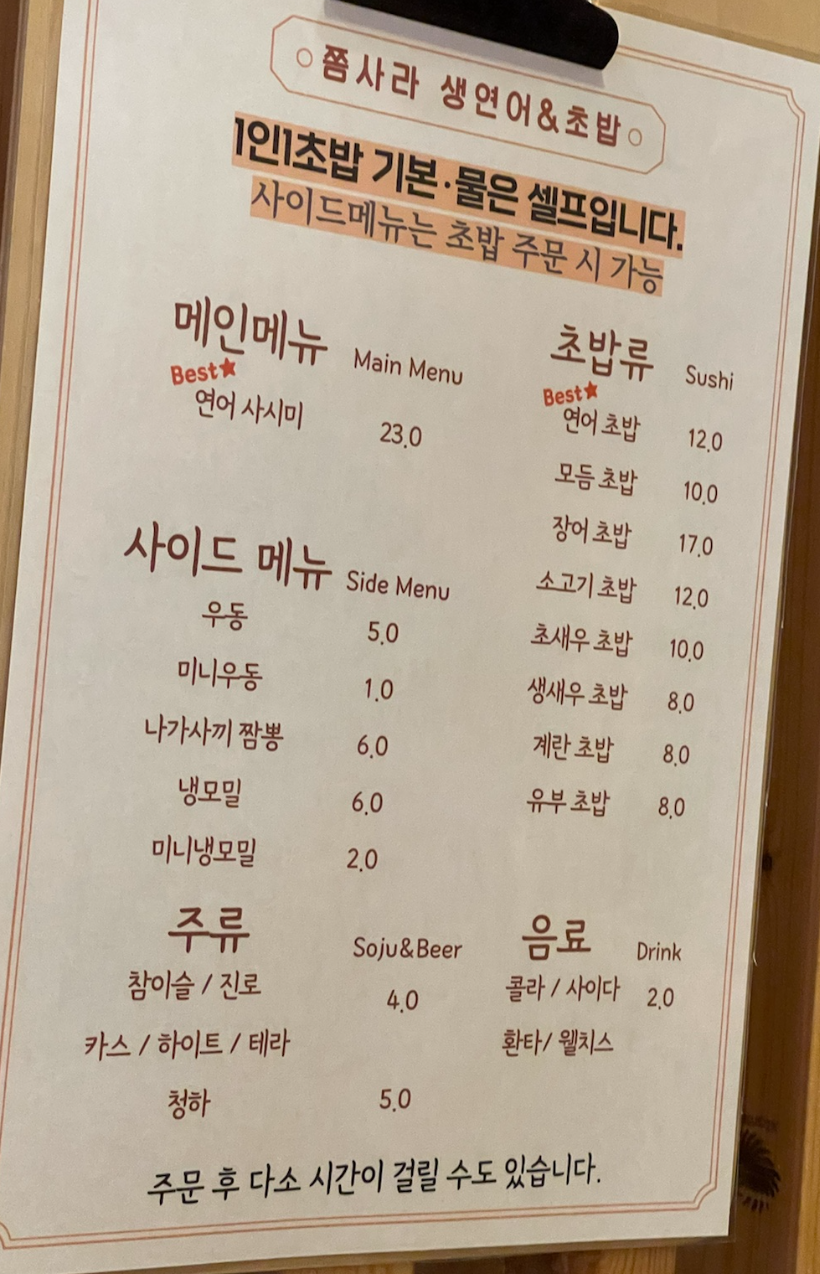 쫌사라 생연어&초밥
1인1초밥 기본·물은 셀프입니다.
사이드메뉴는 초밥 주문 시 가능
메인메뉴 Main Menu
Best★
연어 사시미 23.0
사이드 메뉴 Side Menu
우동 5.0
미니우동 1.0
나가사끼 짬뽕 6.0
냉모밀 6.0
미니냉모밀 2.0
초밥류 Sushi
Best★
연어 초밥 12.0
모듬 초밥 10.0
장어 초밥 17.0
소고기 초밥 12.0
초새우 초밥 10.0
생새우 초밥 8.0
계란 초밥 8.0
유부 초밥 8.0
주류 Soju&Beer
참이슬 / 진로 4.0
카스 / 하이트 / 테라
청하 5.0
음료 Drink
콜라 / 사이다 2.0
환타/ 웰치스
주문 후 다소 시간이 걸릴 수도 있습니다.